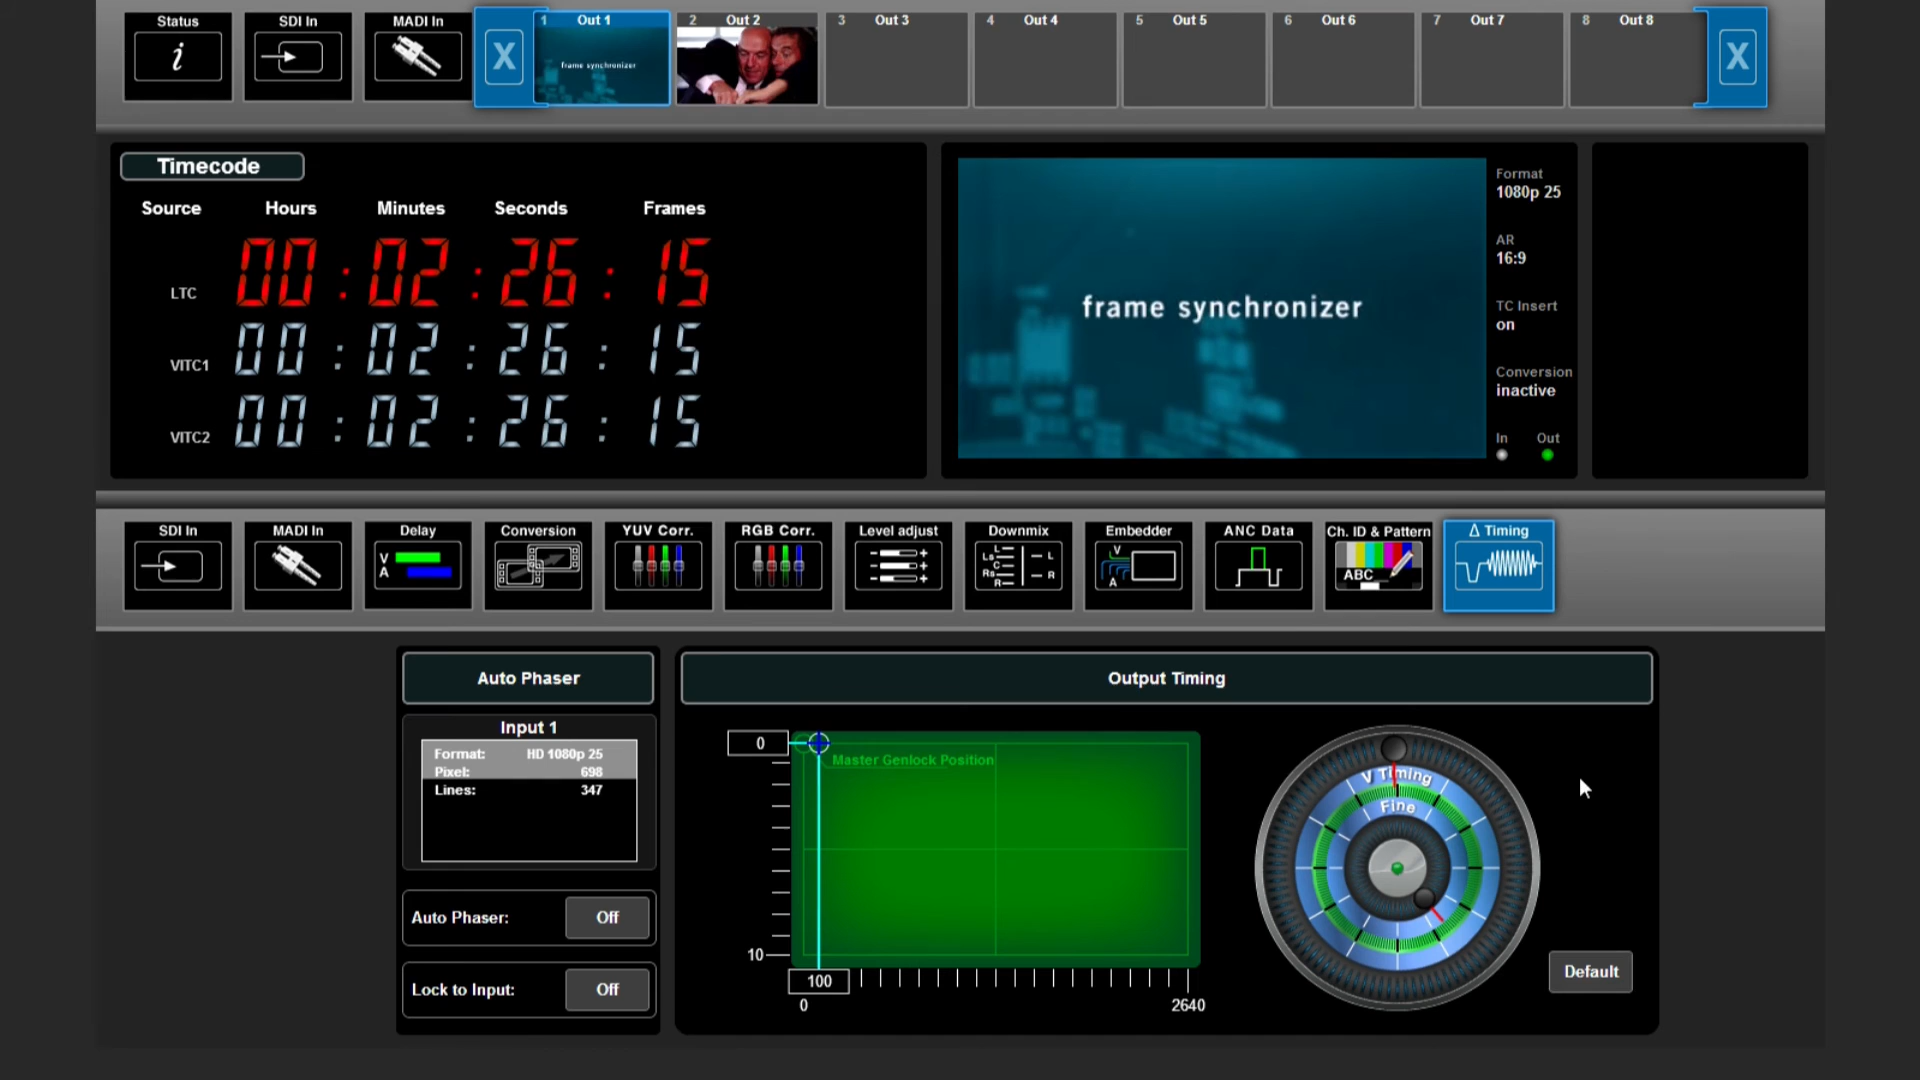 Status
SDI In
MADI In
X
1 Out 1
frame synchronizer
2 Out 2
3 Out 3
4 Out 4
5 Out 5
6 Out 6
7 Out 7
8 Out 8
X
Timecode
Source Hours Minutes Seconds Frames
LTC 00 : 02 : 26 : 15
VITC1 00 : 02 : 26 : 15
VITC2 00 : 02 : 26 : 15
frame synchronizer
Format
1080p 25
AR
16:9
TC Insert
on
Conversion
inactive
In Out
SDI In
MADI In
Delay
V
A
Conversion
YUV Corr.
RGB Corr.
Level adjust
Downmix
L
Ls
C
Rs
R
L
R
Embedder
V
A
ANC Data
Ch. ID & Pattern
ABC
Δ Timing
Auto Phaser
Input 1
Format: HD 1080p 25
Pixel: 698
Lines: 347
Auto Phaser: Off
Lock to Input: Off
Output Timing
0
Master Genlock Position
10
100
0 2640
V Timing
Fine
Default